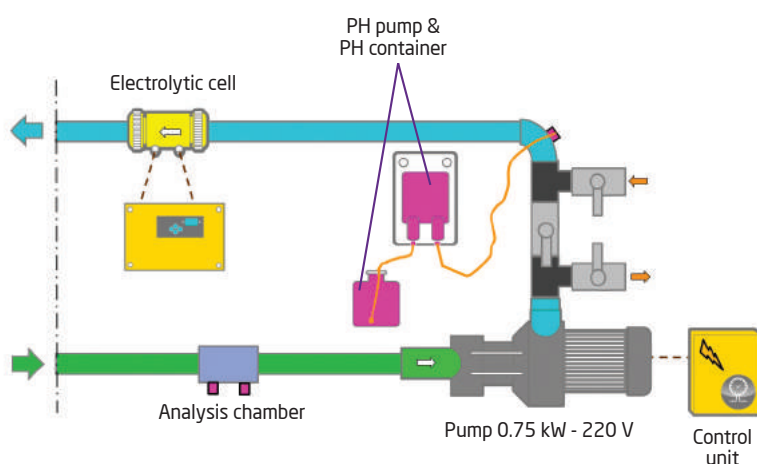 PH pump &
PH container
Electrolytic cell
Analysis chamber
Pump 0.75 kW - 220 V
Control
unit